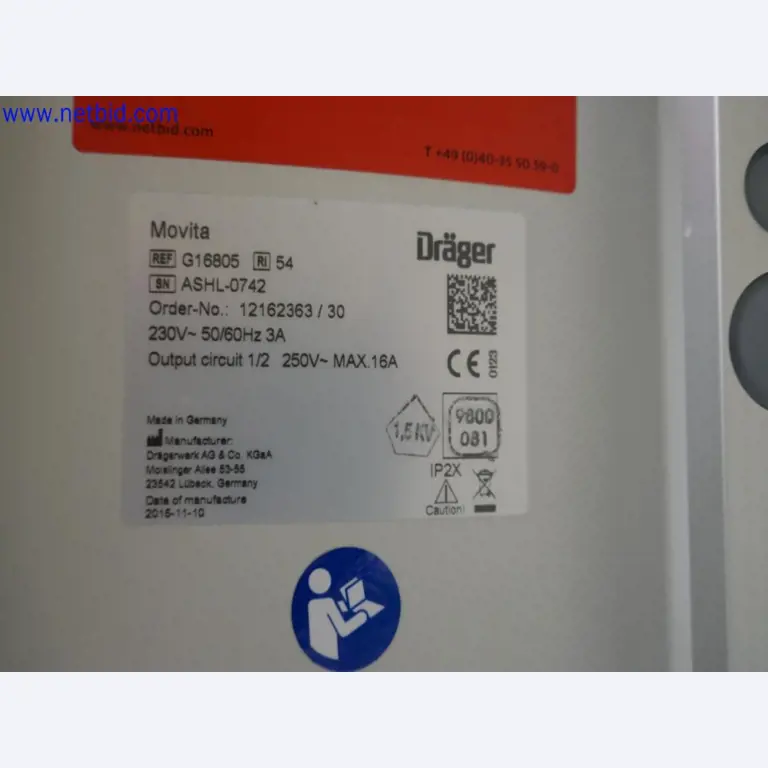 www.netbid.com
www.netbid.com
T +49 (0)40-35 50 59-0
Movita
Dräger
REF G16805 RI 54
SN ASHL-0742
Order-No.: 12162363 / 30
230V~ 50/60Hz 3A
Output circuit 1/2 250V~ MAX.16A
CE 0123
Made in Germany
Manufacturer:
Drägerwerk AG & Co. KGaA
Moislinger Allee 53-55
23542 Lübeck, Germany
Date of manufacture
2015-11-10
1,5 KV
9800
081
IP2X
Caution!